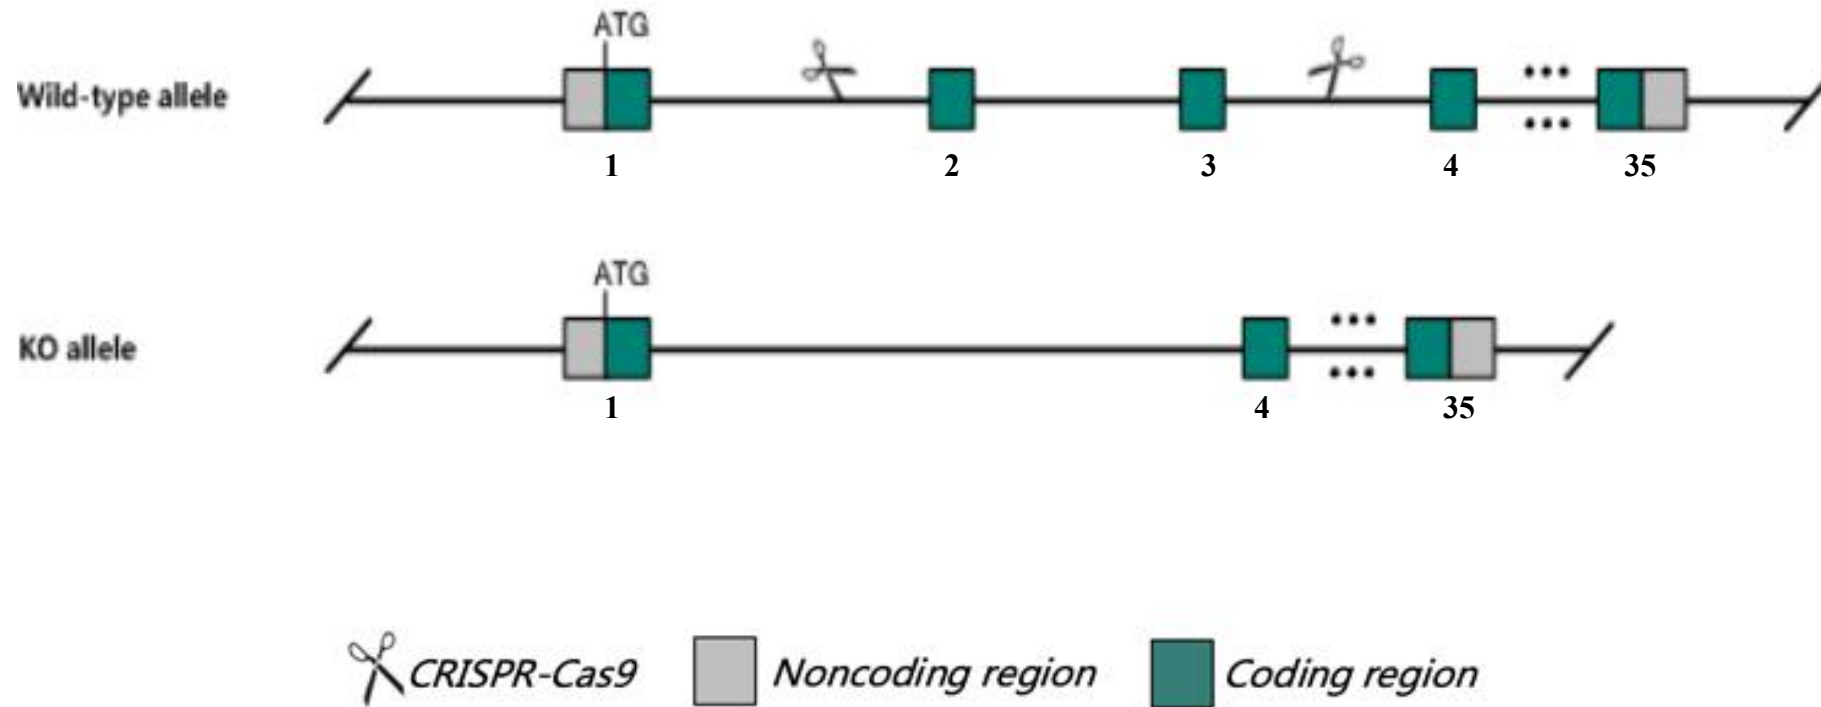 ATG
Wild-type allele
1 2 3 4 35
ATG
KO allele
1 4 35
CRISPR-Cas9 Noncoding region Coding region